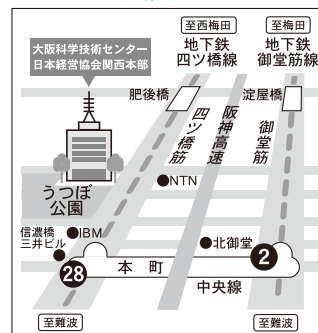 至西梅田
至梅田
地下鉄
四ツ橋線
地下鉄
御堂筋線
大阪科学技術センター
日本経営協会関西本部
肥後橋
淀屋橋
四ツ橋筋
阪神高速
御堂筋
うつぼ
公園
NTN
信濃橋
三井ビル
IBM
北御堂
2
28
本町
中央線
至難波
至難波